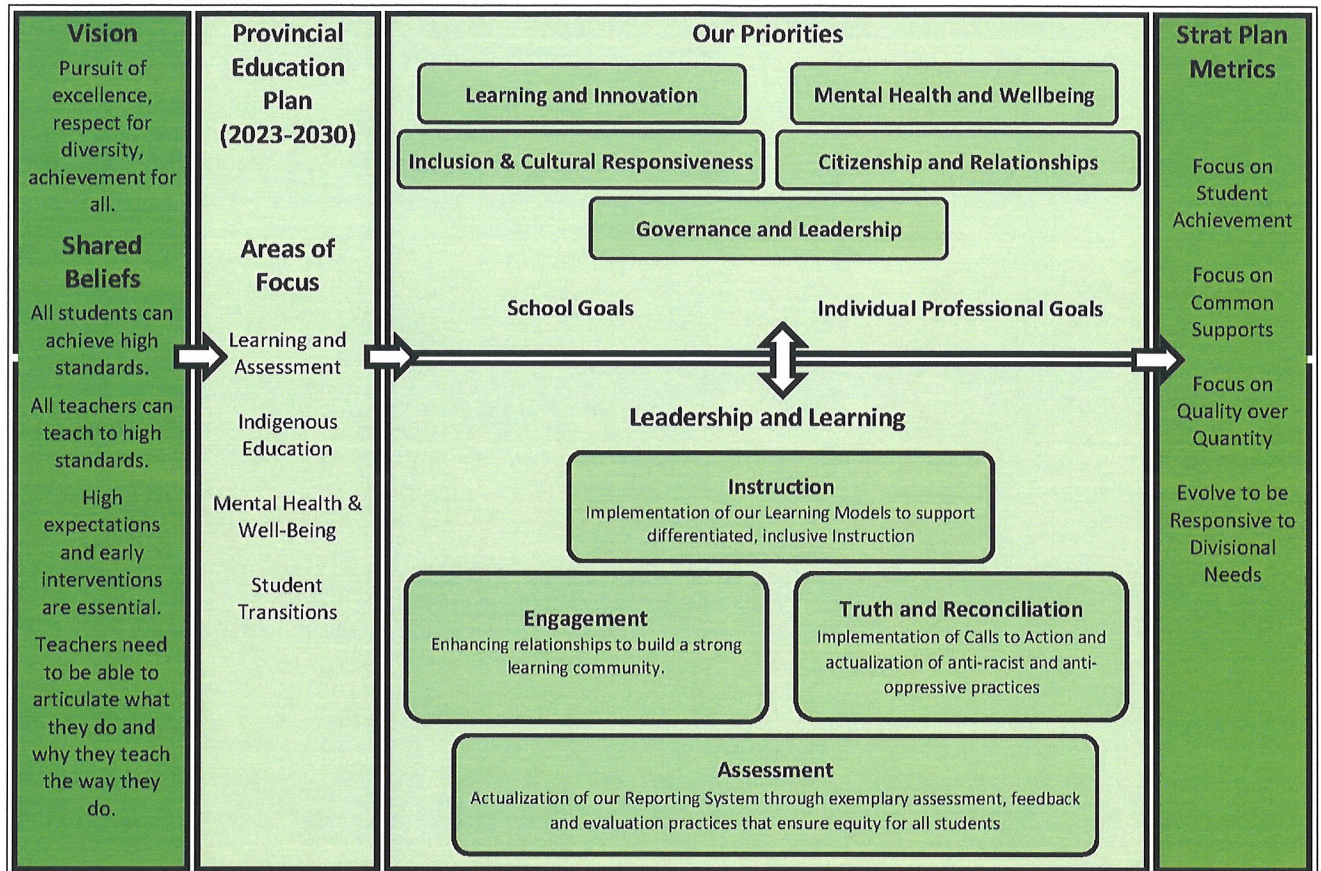 Vision
Pursuit of
excellence,
respect for
diversity,
achievement for
all.
Shared
Beliefs
All students can
achieve high
standards.
All teachers can
teach to high
standards.
High
expectations
and early
interventions
are essential.
Teachers need
to be able to
articulate what
they do and
why they teach
the way they
do.
Provincial
Education
Plan
(2023-2030)
Areas of
Focus
Learning and
Assessment
Indigenous
Education
Mental Health &
Well-Being
Student
Transitions
Our Priorities
Learning and Innovation
Mental Health and Wellbeing
Inclusion & Cultural Responsiveness
Citizenship and Relationships
Governance and Leadership
School Goals
Individual Professional Goals
Leadership and Learning
Instruction
Implementation of our Learning Models to support
differentiated, inclusive Instruction
Engagement
Enhancing relationships to build a strong
learning community.
Truth and Reconciliation
Implementation of Calls to Action and
actualization of anti-racist and anti-
oppressive practices
Assessment
Actualization of our Reporting System through exemplary assessment, feedback
and evaluation practices that ensure equity for all students
Strat Plan
Metrics
Focus on
Student
Achievement
Focus on
Common
Supports
Focus on
Quality over
Quantity
Evolve to be
Responsive to
Divisional
Needs